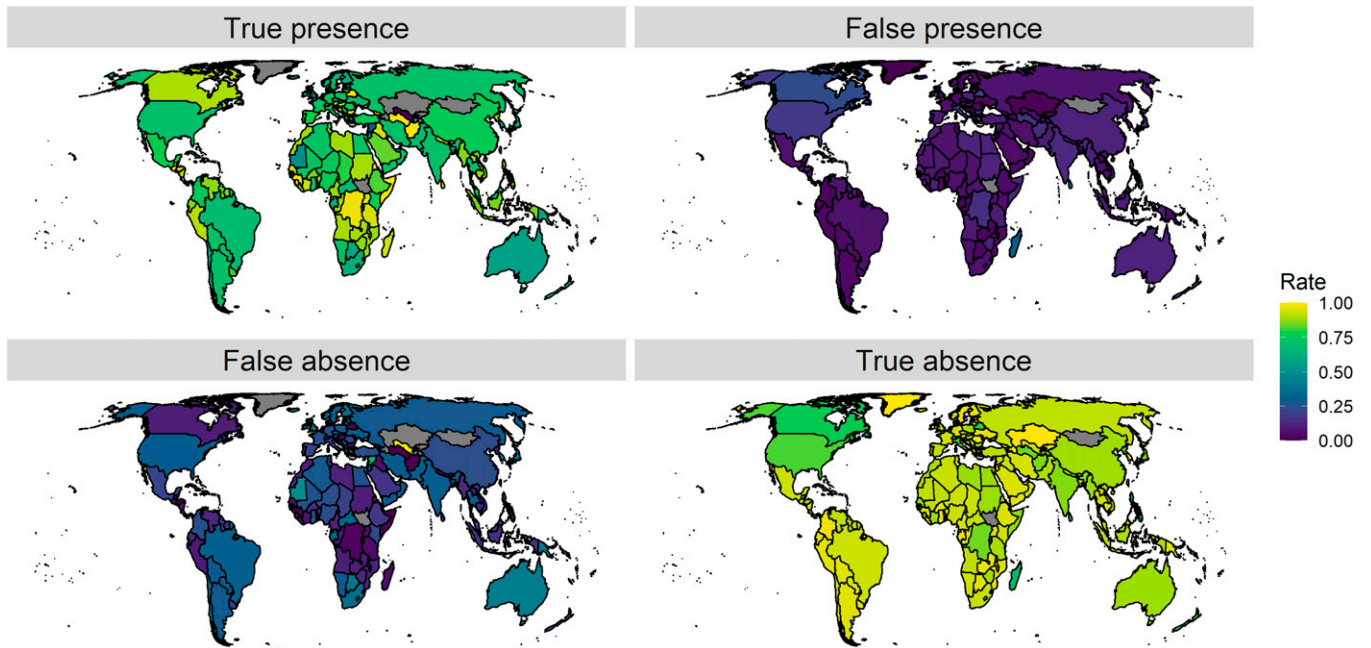 True presence
False presence
False absence
True absence
Rate
1.00
0.75
0.50
0.25
0.00